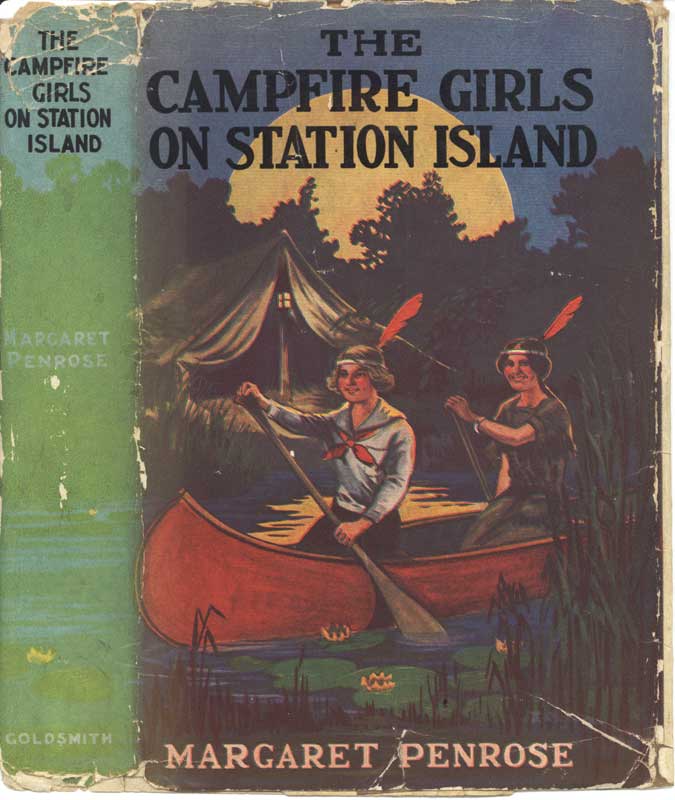 THE
CAMPFIRE
GIRLS
ON STATION
ISLAND
MARGARET
PENROSE
GOLDSMITH
THE
CAMPFIRE GIRLS
ON STATION ISLAND
MARGARET PENROSE